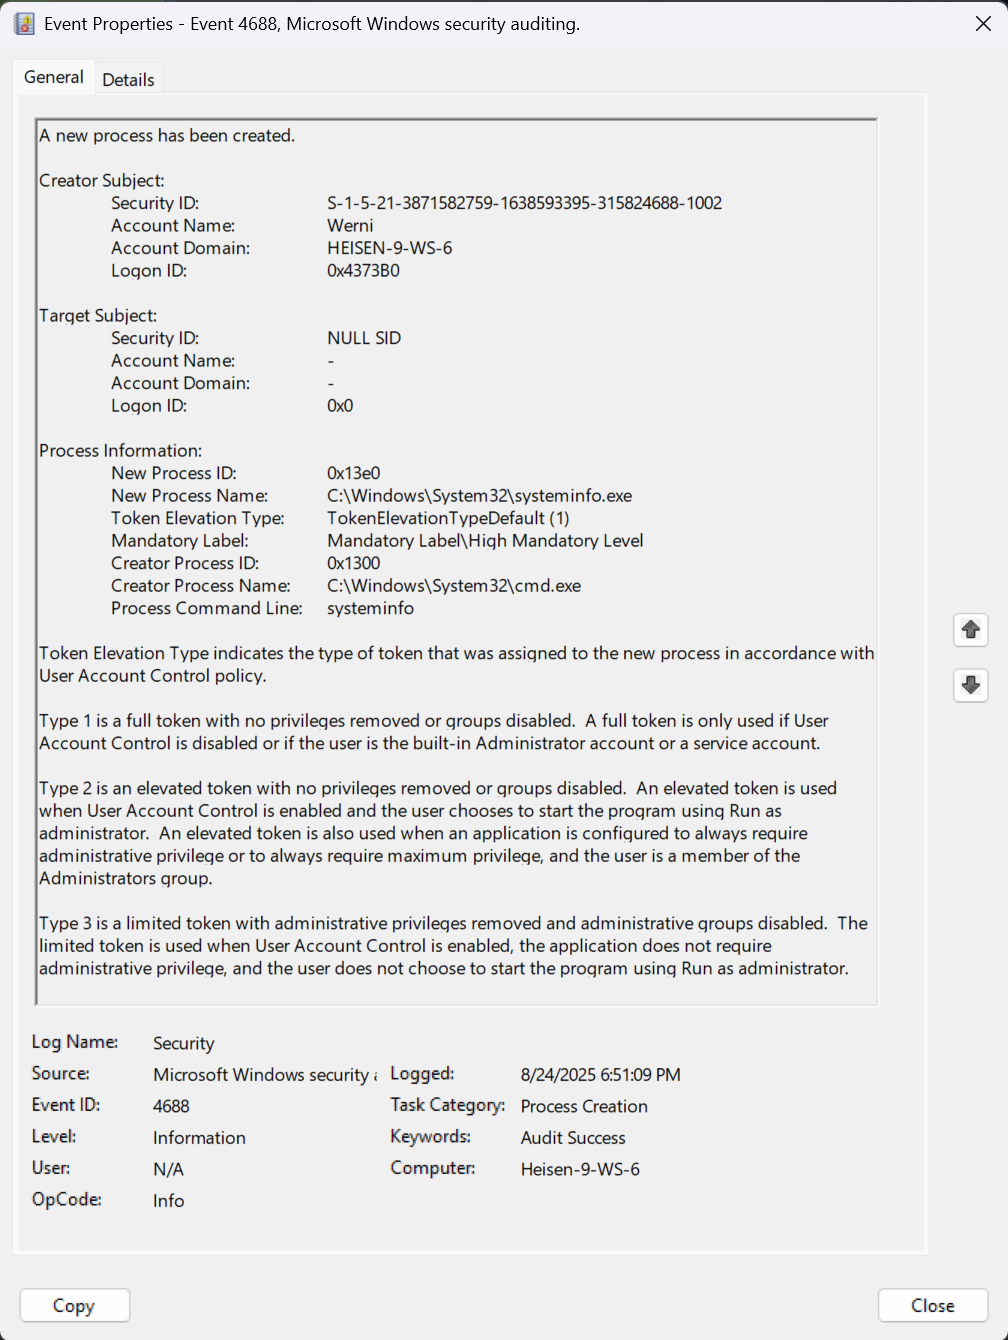 Event Properties - Event 4688, Microsoft Windows security auditing.
General
Details
A new process has been created.
Creator Subject:
Security ID: S-1-5-21-3871582759-1638593395-315824688-1002
Account Name: Werni
Account Domain: HEISEN-9-WS-6
Logon ID: 0x4373B0
Target Subject:
Security ID: NULL SID
Account Name: -
Account Domain: -
Logon ID: 0x0
Process Information:
New Process ID: 0x13e0
New Process Name: C:\Windows\System32\systeminfo.exe
Token Elevation Type: TokenElevationTypeDefault (1)
Mandatory Label: Mandatory Label\High Mandatory Level
Creator Process ID: 0x1300
Creator Process Name: C:\Windows\System32\cmd.exe
Process Command Line: systeminfo
Token Elevation Type indicates the type of token that was assigned to the new process in accordance with
User Account Control policy.
Type 1 is a full token with no privileges removed or groups disabled.  A full token is only used if User
Account Control is disabled or if the user is the built-in Administrator account or a service account.
Type 2 is an elevated token with no privileges removed or groups disabled.  An elevated token is used
when User Account Control is enabled and the user chooses to start the program using Run as
administrator.  An elevated token is also used when an application is configured to always require
administrative privilege or to always require maximum privilege, and the user is a member of the
Administrators group.
Type 3 is a limited token with administrative privileges removed and administrative groups disabled.  The
limited token is used when User Account Control is enabled, the application does not require
administrative privilege, and the user does not choose to start the program using Run as administrator.
Log Name: Security
Source: Microsoft Windows security a Logged: 8/24/2025 6:51:09 PM
Event ID: 4688 Task Category: Process Creation
Level: Information Keywords: Audit Success
User: N/A Computer: Heisen-9-WS-6
OpCode: Info
Copy
Close